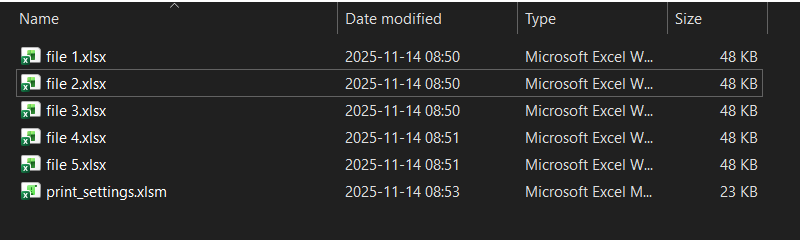 Name Date modified Type Size
file 1.xlsx 2025-11-14 08:50 Microsoft Excel W... 48 KB
file 2.xlsx 2025-11-14 08:50 Microsoft Excel W... 48 KB
file 3.xlsx 2025-11-14 08:50 Microsoft Excel W... 48 KB
file 4.xlsx 2025-11-14 08:51 Microsoft Excel W... 48 KB
file 5.xlsx 2025-11-14 08:51 Microsoft Excel W... 48 KB
print_settings.xlsm 2025-11-14 08:53 Microsoft Excel M... 23 KB